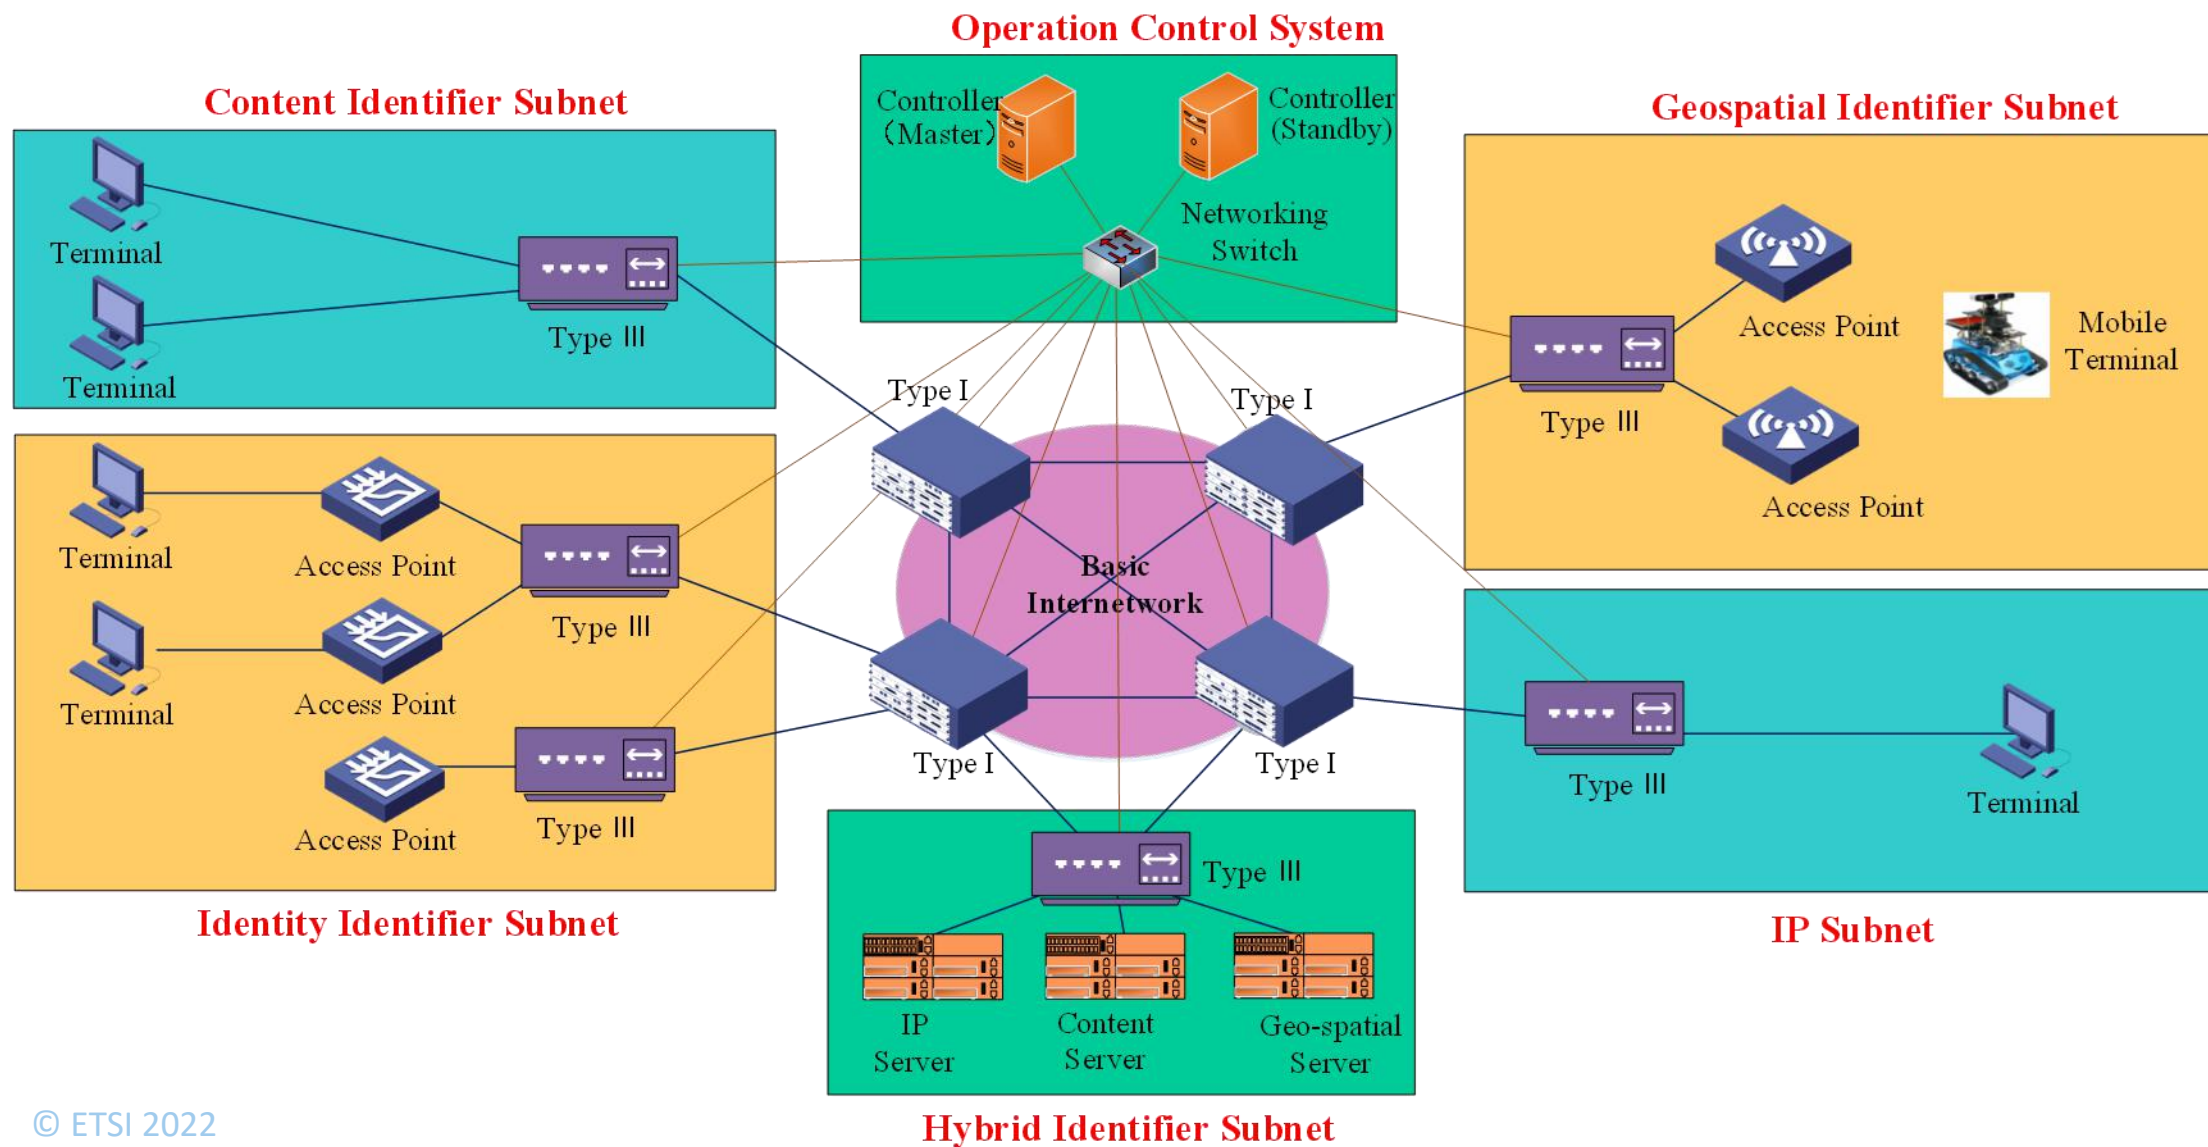 Operation Control System
Controller
（Master）
Controller
(Standby)
Networking
Switch
Content Identifier Subnet
Terminal
Terminal
Type III
Geospatial Identifier Subnet
Access Point
Mobile
Terminal
Type III
Access Point
Type I
Type I
Basic
Internetwork
Type I
Type I
Terminal
Access Point
Type III
Terminal
Access Point
Access Point
Type III
Identity Identifier Subnet
Type III
Terminal
IP Subnet
Type III
IP
Server
Content
Server
Geo-spatial
Server
Hybrid Identifier Subnet
© ETSI 2022